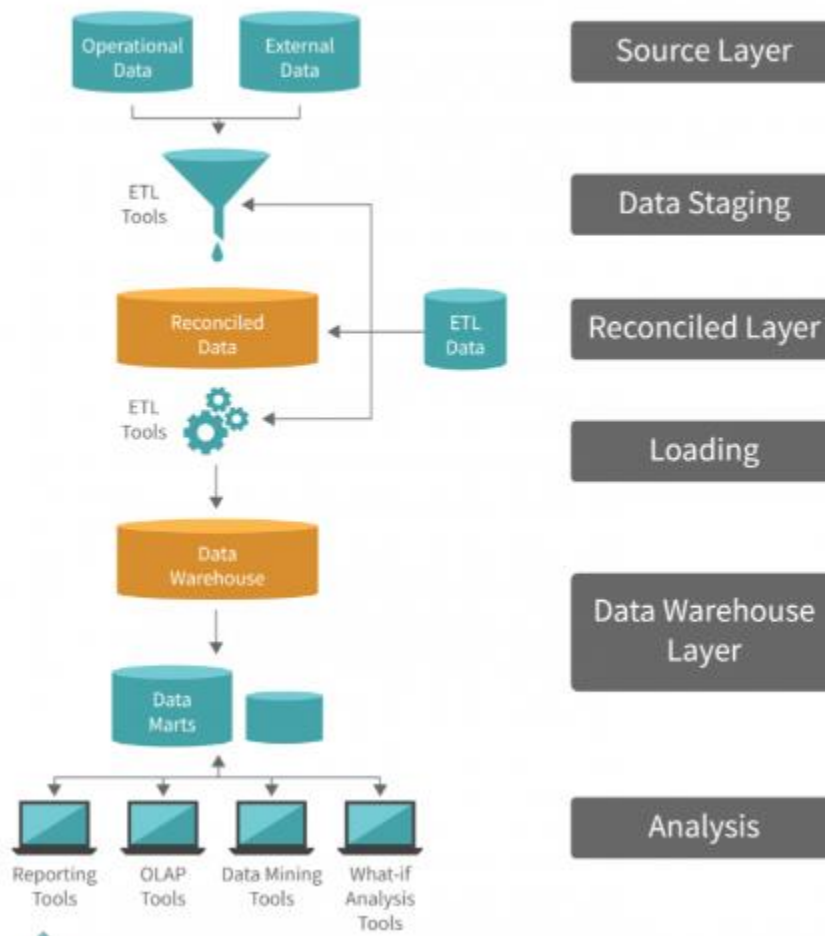 Operational
Data
External
Data
Source Layer
ETL
Tools
Data Staging
Reconciled
Data
ETL
Data
Reconciled Layer
ETL
Tools
Loading
Data
Warehouse
Data Warehouse
Layer
Data
Marts
Analysis
Reporting
Tools
OLAP
Tools
Data Mining
Tools
What-if
Analysis
Tools